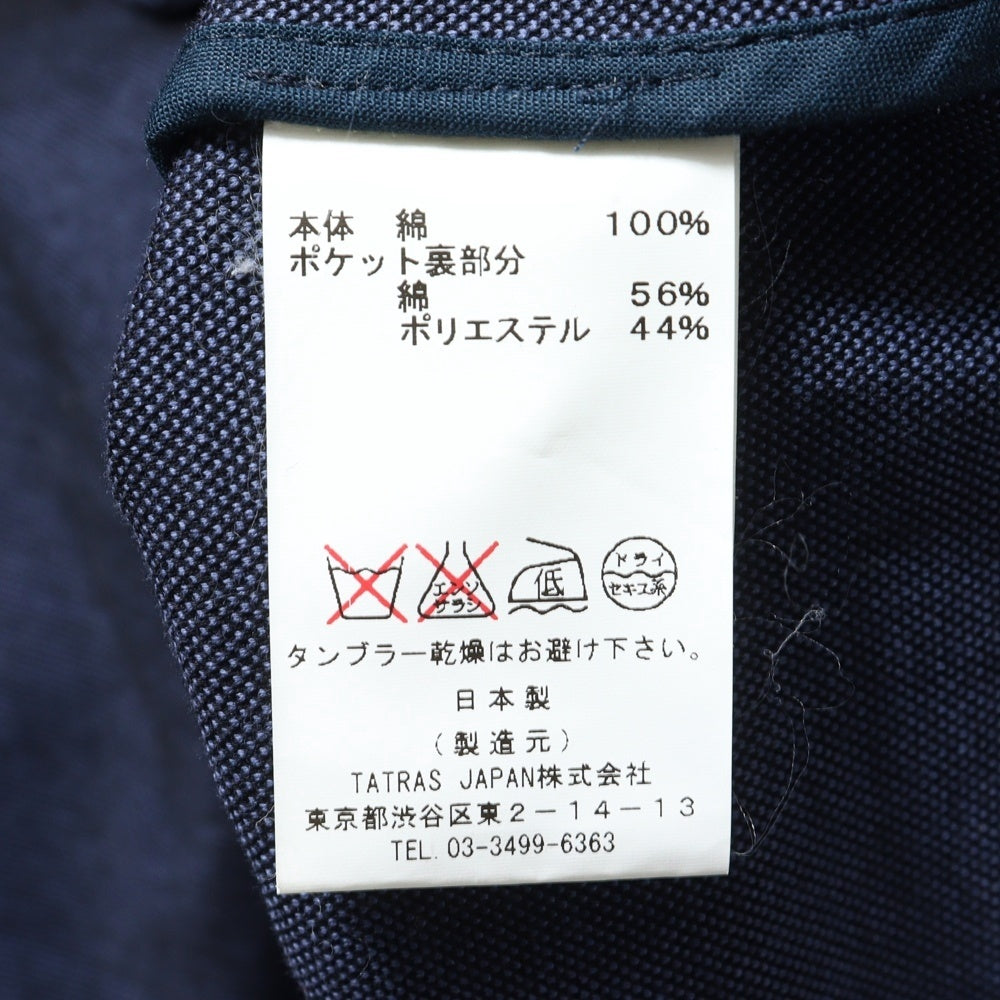 本体 綿 100%
ポケット裏部分
綿 56%
ポリエステル 44%
エンソ サラシ
低
ドライ
セキユ系
タンブラー乾燥はお避け下さい。
日本製
(製造元)
TATRAS JAPAN株式会社
東京都渋谷区東2-14-13
TEL. 03-3499-6363